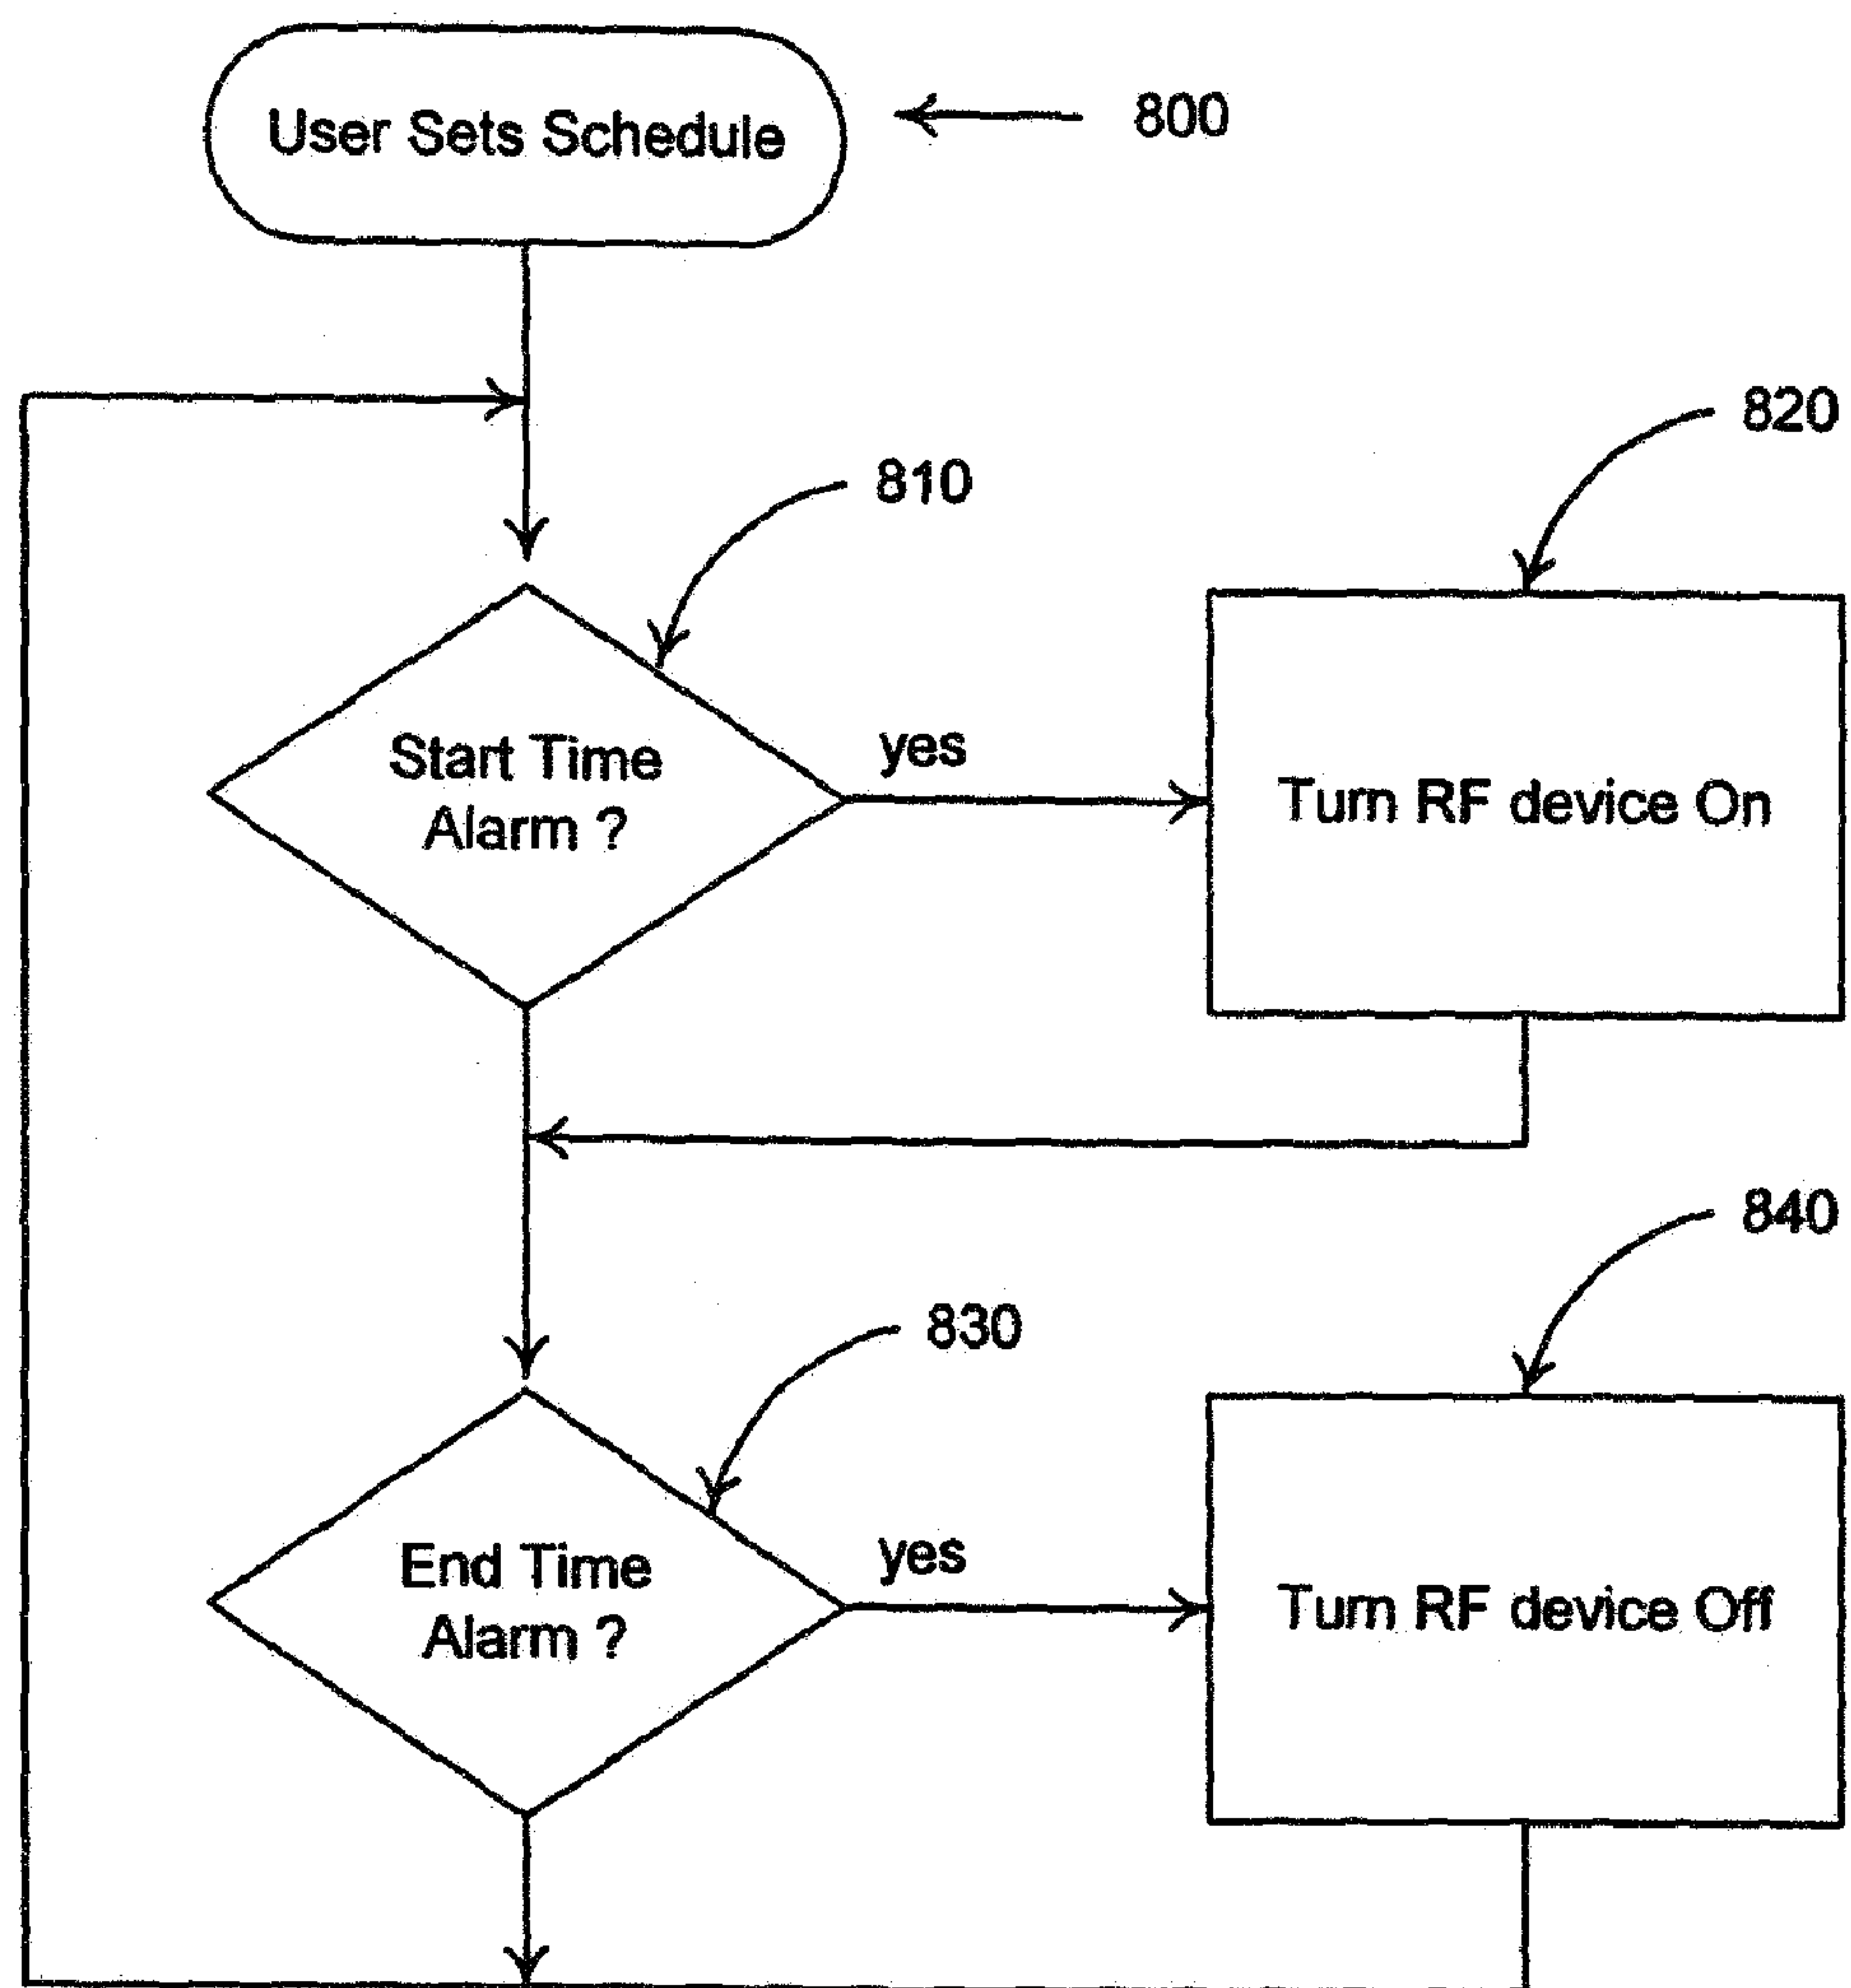 User Sets Schedule
800
820
810
Start Time
Alarm ?
yes
Turn RF device On
840
830
End Time
Alarm ?
yes
Turn RF device Off